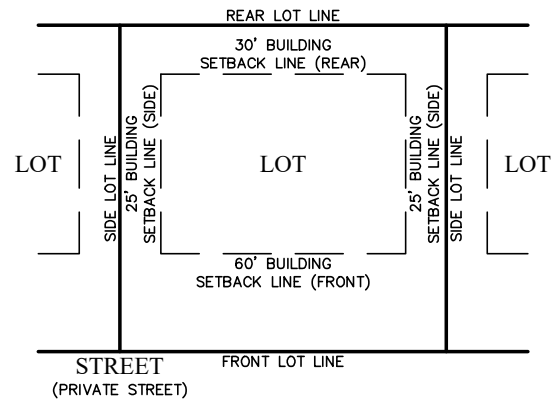 REAR LOT LINE
30' BUILDING
SETBACK LINE (REAR)
LOT
SIDE LOT LINE
25' BUILDING
SETBACK LINE (SIDE)
LOT
25' BUILDING
SETBACK LINE (SIDE)
SIDE LOT LINE
LOT
60' BUILDING
SETBACK LINE (FRONT)
STREET
(PRIVATE STREET)
FRONT LOT LINE